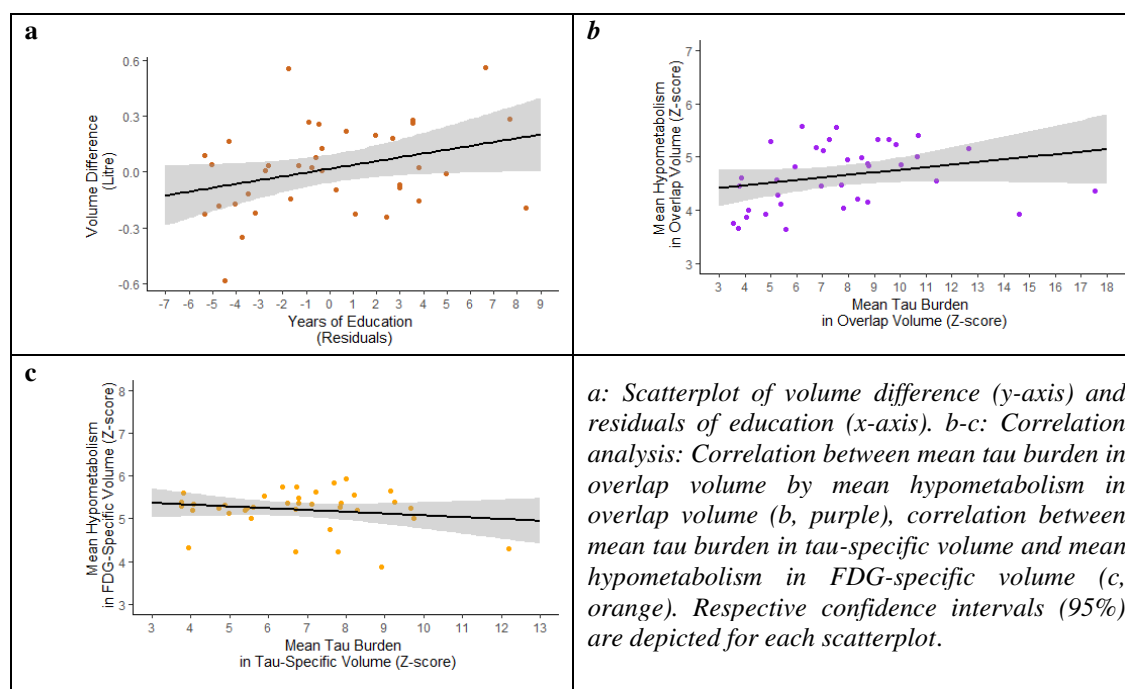 a
0.6
0.3
0.0
-0.3
-0.6
Volume Difference
(Litre)
-7 -6 -5 -4 -3 -2 -1 0 1 2 3 4 5 6 7 8 9
Years of Education
(Residuals)
b
7
6
5
4
3
Mean Hypometabolism
in Overlap Volume (Z-score)
3 4 5 6 7 8 9 10 11 12 13 14 15 16 17 18
Mean Tau Burden
in Overlap Volume (Z-score)
c
8
7
6
5
4
3
Mean Hypometabolism
in FDG-Specific Volume (Z-score)
3 4 5 6 7 8 9 10 11 12 13
Mean Tau Burden
in Tau-Specific Volume (Z-score)
a: Scatterplot of volume difference (y-axis) and
residuals of education (x-axis). b-c: Correlation
analysis: Correlation between mean tau burden in
overlap volume by mean hypometabolism in
overlap volume (b, purple), correlation between
mean tau burden in tau-specific volume and mean
hypometabolism in FDG-specific volume (c,
orange). Respective confidence intervals (95%)
are depicted for each scatterplot.